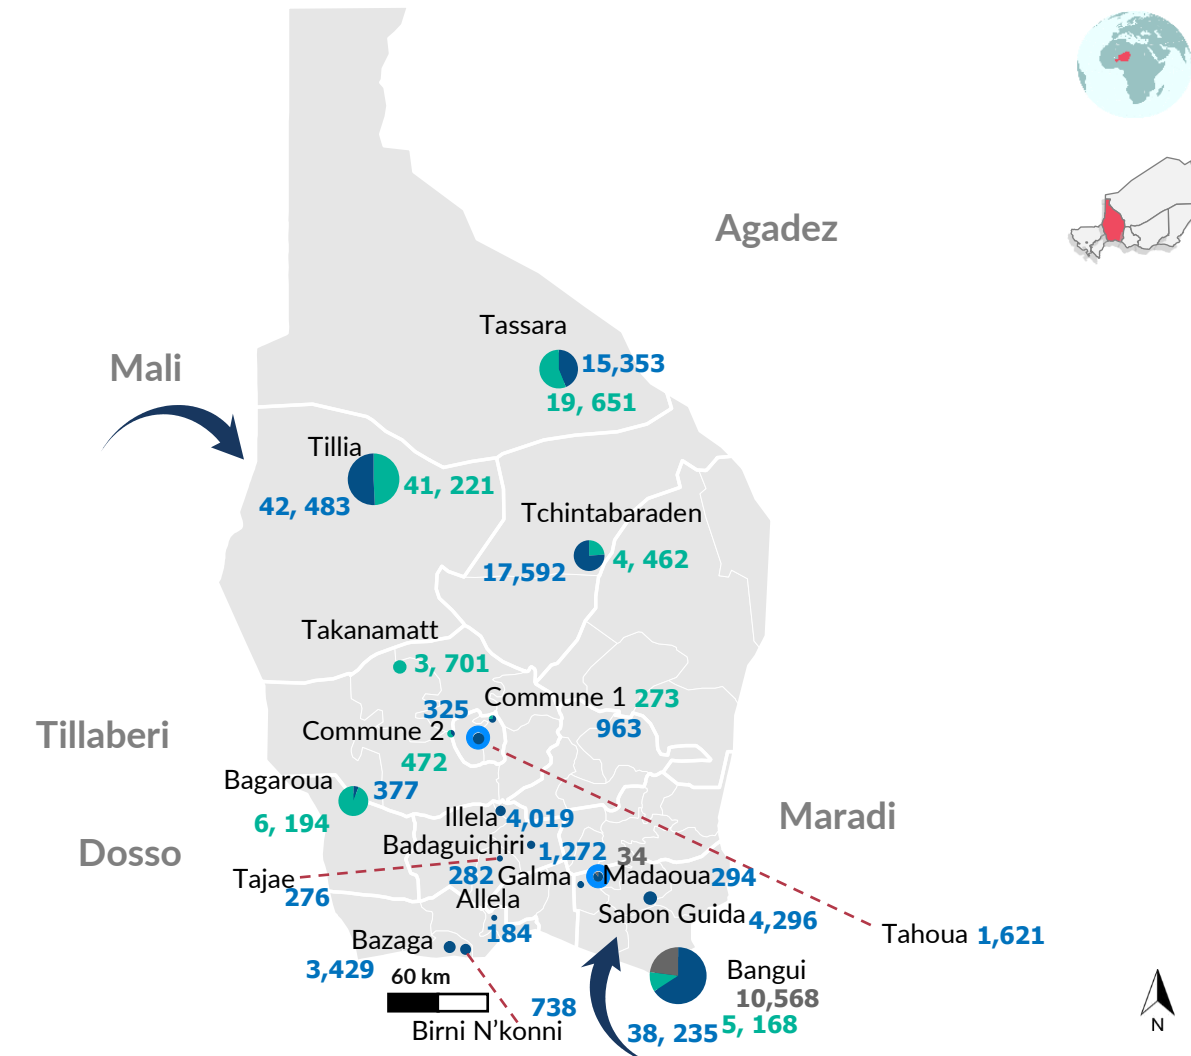 Agadez
Tassara
15,353
19, 651
Mali
Tillia
41, 221
42, 483
Tchintabaraden
4, 462
17,592
Takanamatt
3, 701
Commune 1 273
325
963
Commune 2
472
Tillaberi
Bagaroua
377
6, 194
Maradi
Illela 4,019
Badaguichiri 1,272
34
Dosso
Tajae
276
282 Galma
Madaoua 294
Allela
184
Sabon Guida 4,296
Tahoua 1,621
Bazaga
3,429
60 km
738
Birni N’konni
Bangui
10,568
38, 235 5, 168
N